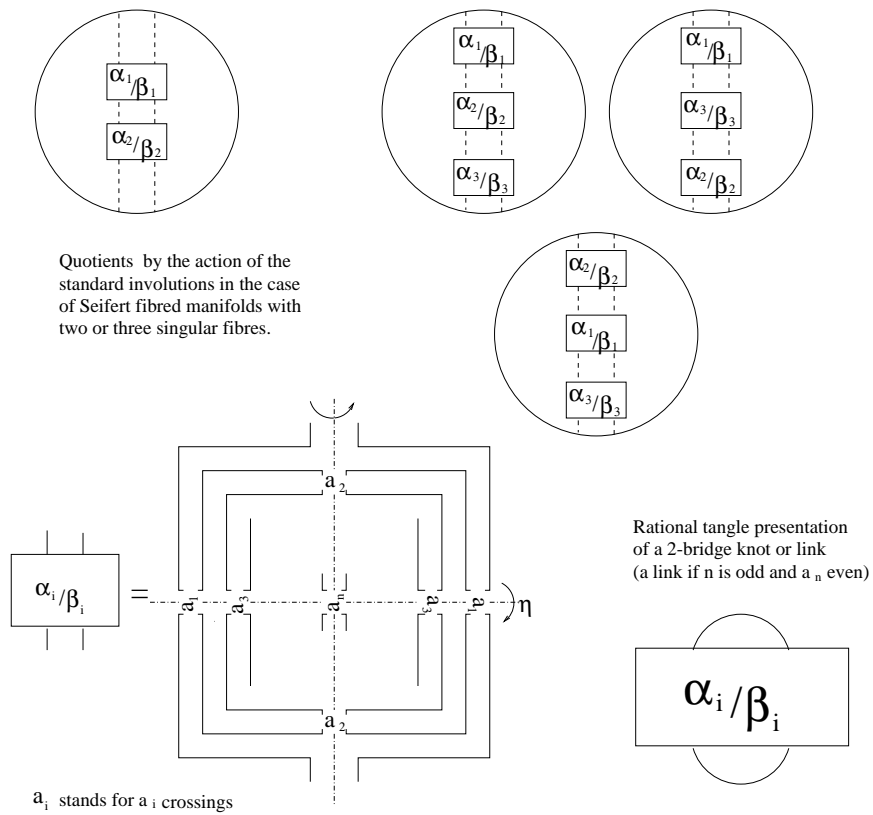 α1/β1
α2/β2
α1/β1
α2/β2
α3/β3
α1/β1
α3/β3
α2/β2
Quotients by the action of the
standard involutions in the case
of Seifert fibred manifolds with
two or three singular fibres.
α2/β2
α1/β1
α3/β3
αi/βi
=
a2
a1
a3
an
a3
a1
η
a2
ai stands for a i crossings
Rational tangle presentation
of a 2-bridge knot or link
(a link if n is odd and a n even)
αi/βi